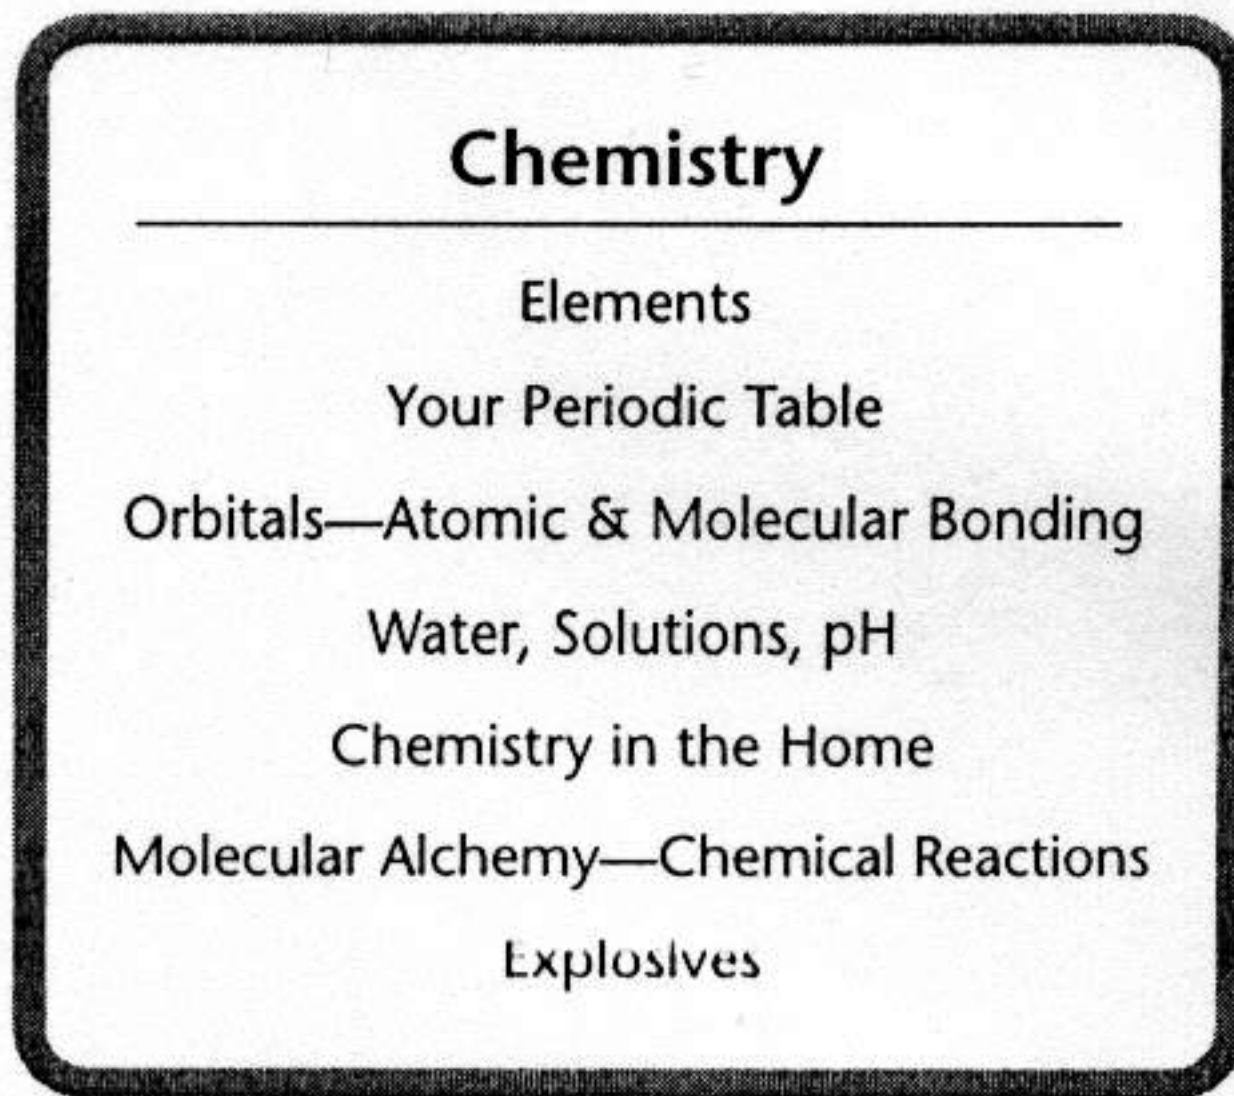 Chemistry
Elements
Your Periodic Table
Orbitals—Atomic & Molecular Bonding
Water, Solutions, pH
Chemistry in the Home
Molecular Alchemy—Chemical Reactions
Explosives